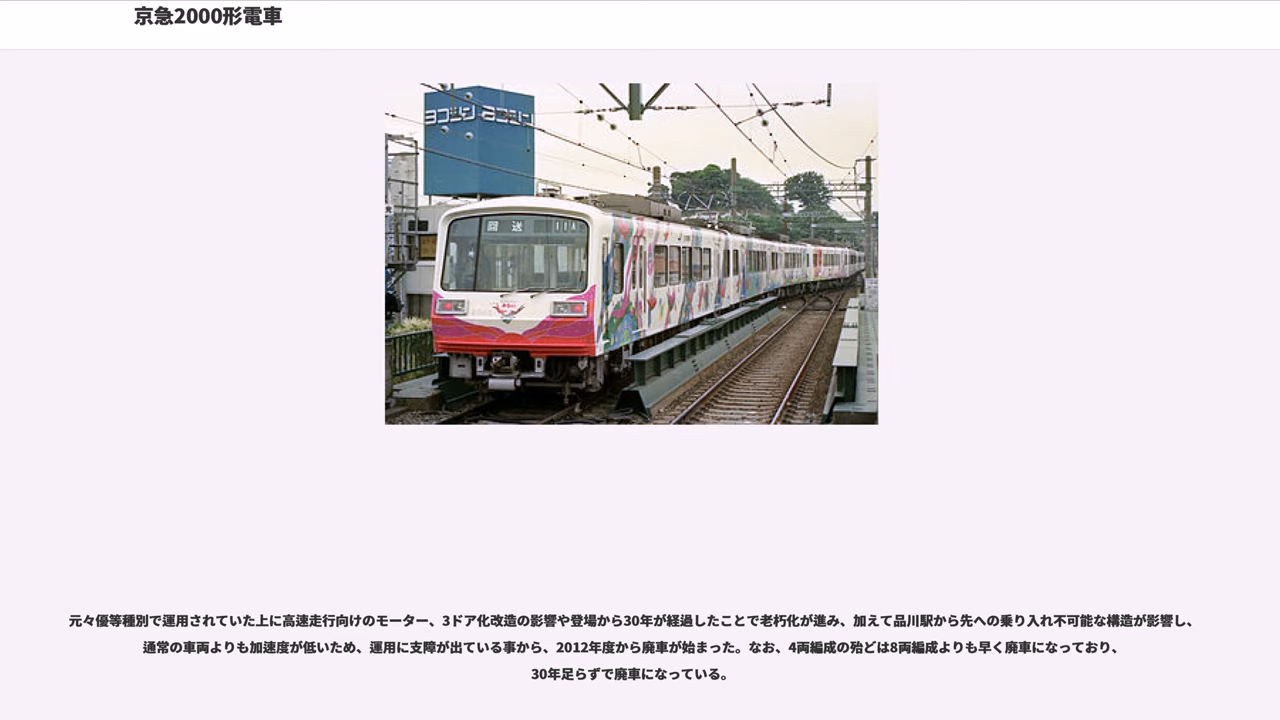 京急2000形電車
ヨコシン ヨコシン
回送 11A
元々優等種別で運用されていた上に高速走行向けのモーター、3ドア化改造の影響や登場から30年が経過したことで老朽化が進み、加えて品川駅から先への乗り入れ不可能な構造が影響し、
通常の車両よりも加速度が低いため、運用に支障が出ている事から、2012年度から廃車が始まった。なお、4両編成の殆どは8両編成よりも早く廃車になっており、
30年足らずで廃車になっている。